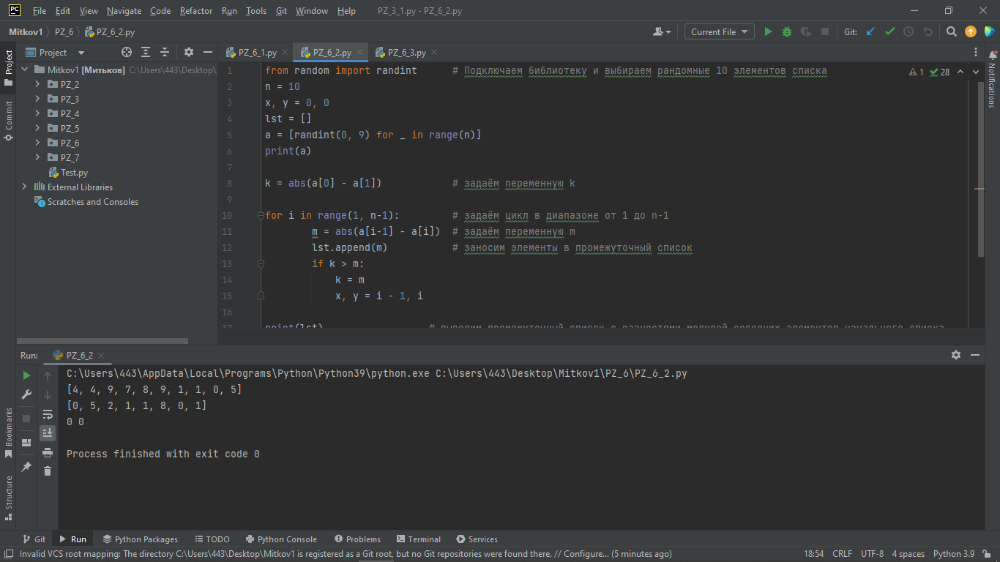 File Edit View Navigate Code Refactor Run Tools Git Window Help PZ_3_1.py - PZ_6_2.py
Mitkov1 PZ_6 PZ_6_2.py Current File Git:
Project PZ_6_1.py PZ_6_2.py PZ_6_3.py
Mitkov1 [Митьков] C:\Users\443\Desktop\
PZ_2
PZ_3
PZ_4
PZ_5
PZ_6
PZ_7
Test.py
External Libraries
Scratches and Consoles
Project
Commit
Bookmarks
Structure
Notifications
1 28
1 from random import randint # Подключаем библиотеку и выбираем рандомные 10 элементов списка
2 n = 10
3 x, y = 0, 0
4 lst = []
5 a = [randint(0, 9) for _ in range(n)]
6 print(a)
7
8 k = abs(a[0] - a[1]) # задаём переменную k
9
10 for i in range(1, n-1): # задаём цикл в диапазоне от 1 до n-1
11 m = abs(a[i-1] - a[i]) # задаём переменную m
12 lst.append(m) # заносим элементы в промежуточный список
13 if k > m:
14 k = m
15 x, y = i - 1, i
16
17 print(lst) # выводим промежуточный список с разностями модулей соседних элементов начального списка
Run: PZ_6_2
C:\Users\443\AppData\Local\Programs\Python\Python39\python.exe C:\Users\443\Desktop\Mitkov1\PZ_6\PZ_6_2.py
[4, 4, 9, 7, 8, 9, 1, 1, 0, 5]
[0, 5, 2, 1, 1, 8, 0, 1]
0 0
Process finished with exit code 0
Git Run Python Packages TODO Python Console Problems Terminal Services
Invalid VCS root mapping: The directory C:\Users\443\Desktop\Mitkov1 is registered as a Git root, but no Git repositories were found there. // Configure... (5 minutes ago) 18:54 CRLF UTF-8 4 spaces Python 3.9